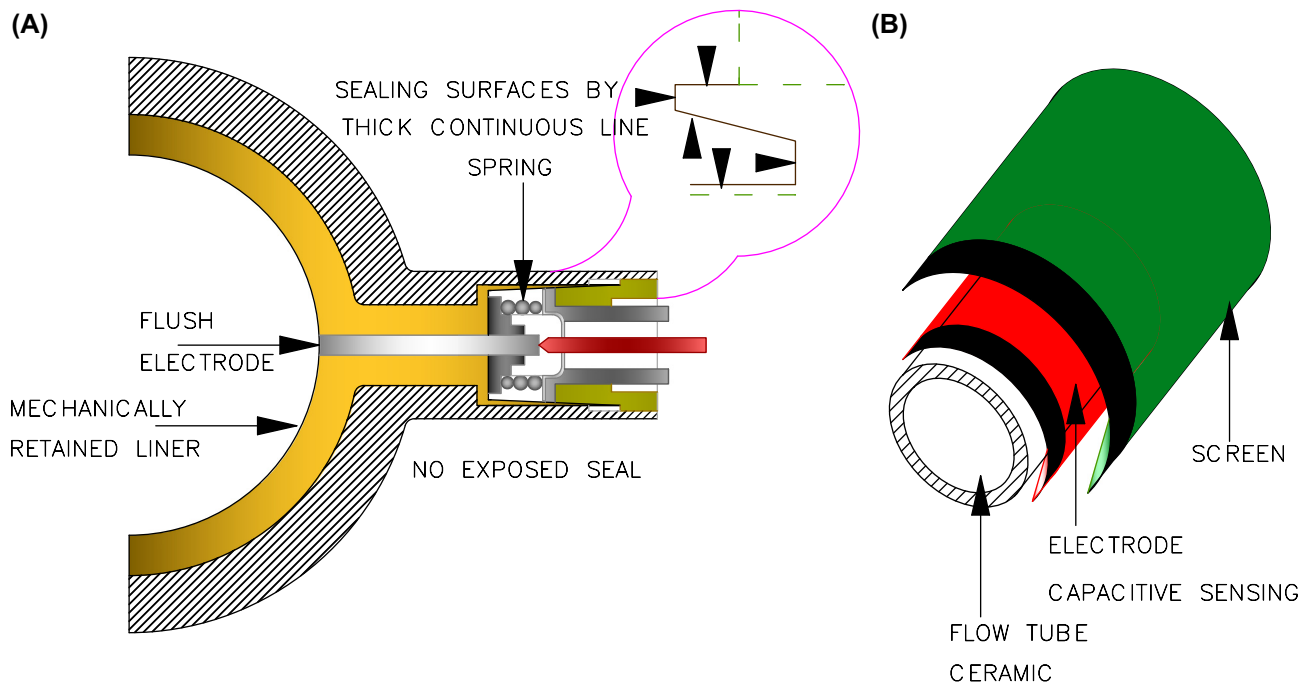 (A)
SEALING SURFACES BY
THICK CONTINUOUS LINE
SPRING
FLUSH
ELECTRODE
MECHANICALLY
RETAINED LINER
NO EXPOSED SEAL
(B)
SCREEN
ELECTRODE
CAPACITIVE SENSING
FLOW TUBE
CERAMIC